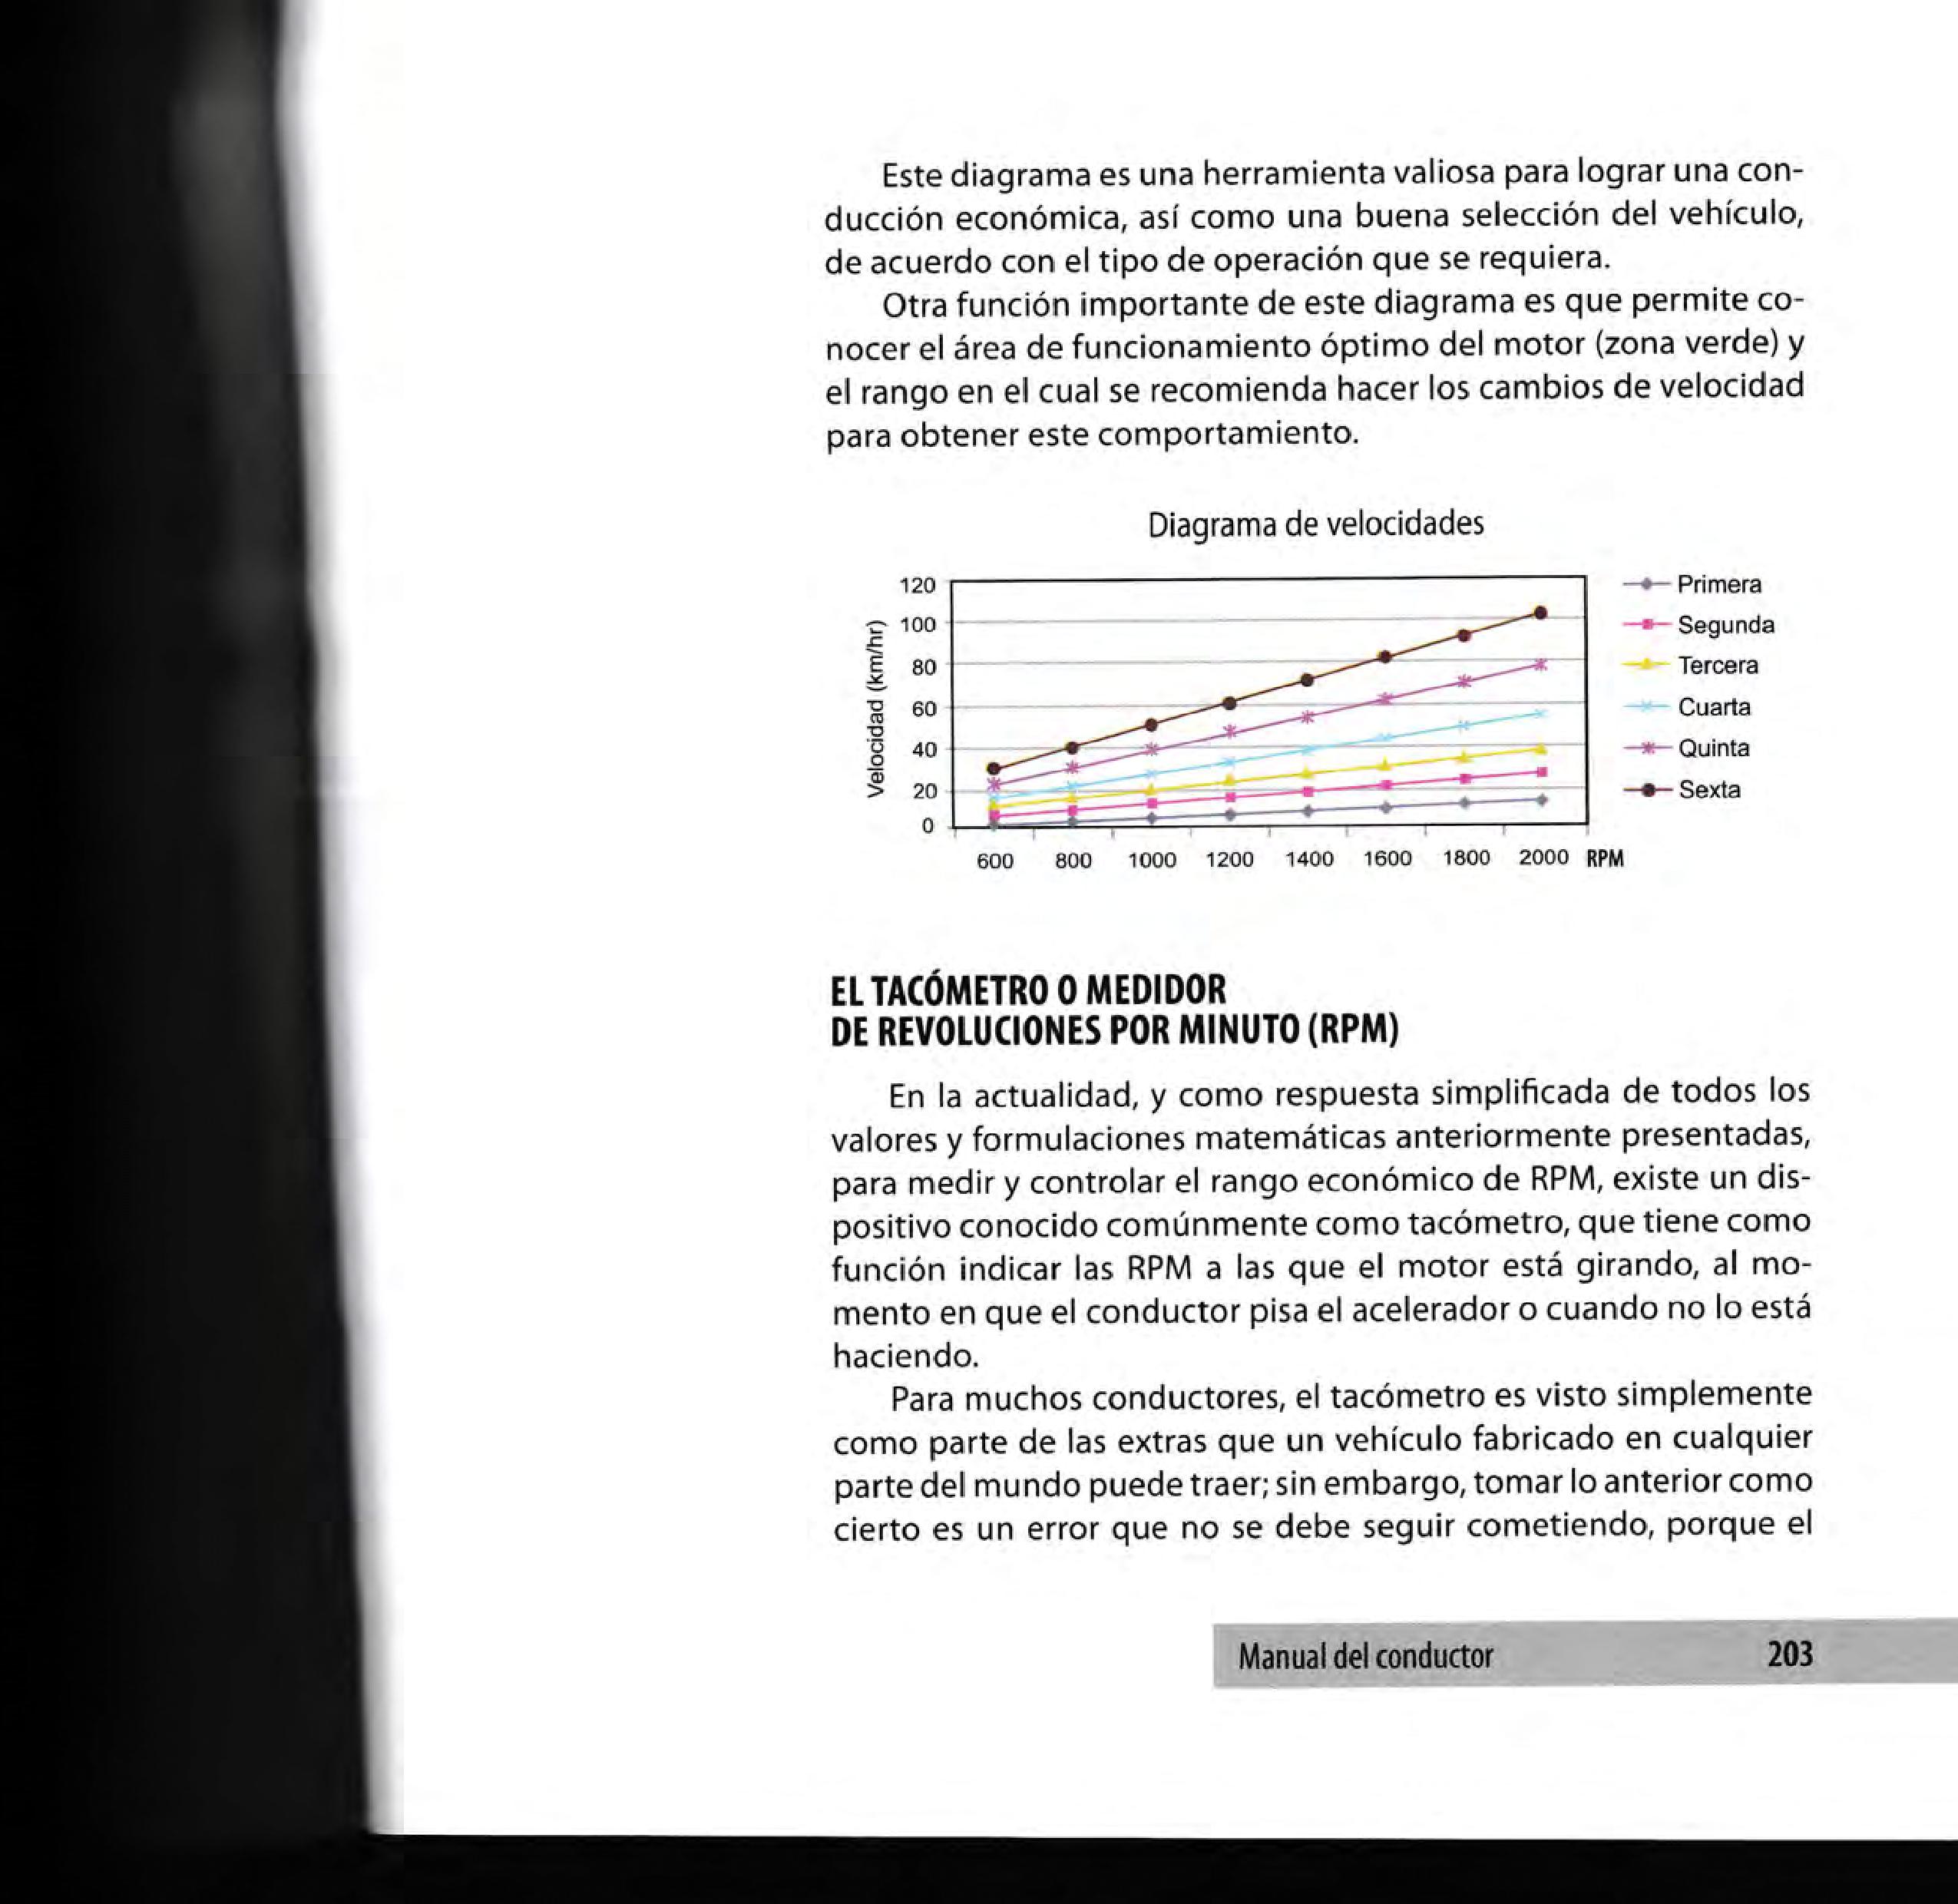 Este diagrama es una herramienta valiosa para lograr una con-
ducción económica, así como una buena selección del vehículo,
de acuerdo con el tipo de operación que se requiera.
Otra función importante de este diagrama es que permite co-
nocer el área de funcionamiento óptimo del motor (zona verde) y
el rango en el cual se recomienda hacer los cambios de velocidad
para obtener este comportamiento.
Diagrama de velocidades
Velocidad (km/hr)
120
100
80
60
40
20
0
600 800 1000 1200 1400 1600 1800 2000 RPM
Primera
Segunda
Tercera
Cuarta
Quinta
Sexta
EL TACÓMETRO O MEDIDOR
DE REVOLUCIONES POR MINUTO (RPM)
En la actualidad, y como respuesta simplificada de todos los
valores y formulaciones matemáticas anteriormente presentadas,
para medir y controlar el rango económico de RPM, existe un dis-
positivo conocido comúnmente como tacómetro, que tiene como
función indicar las RPM a las que el motor está girando, al mo-
mento en que el conductor pisa el acelerador o cuando no lo está
haciendo.
Para muchos conductores, el tacómetro es visto simplemente
como parte de las extras que un vehículo fabricado en cualquier
parte del mundo puede traer; sin embargo, tomar lo anterior como
cierto es un error que no se debe seguir cometiendo, porque el
Manual del conductor 203